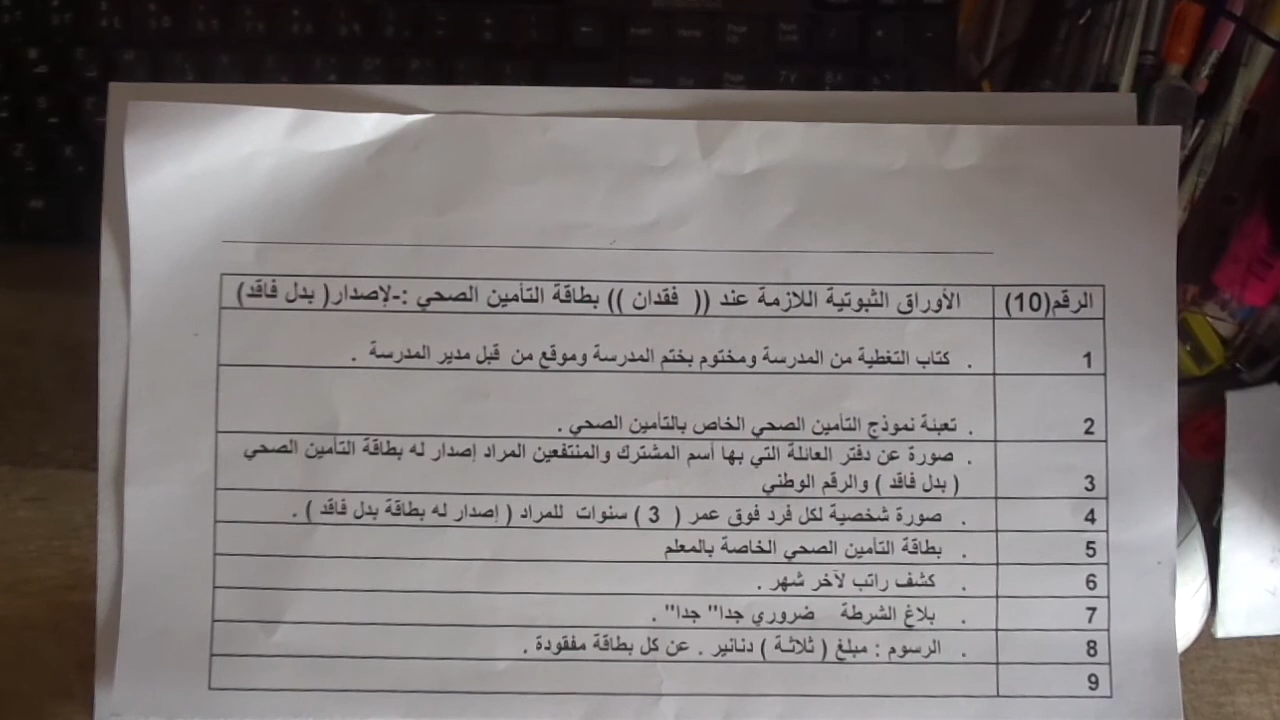 الرقم(10) الأوراق الثبوتية اللازمة عند (( فقدان )) بطاقة التأمين الصحي :-لإصدار( بدل فاقد)
1 . كتاب التغطية من المدرسة ومختوم بختم المدرسة وموقع من قبل مدير المدرسة .
2 . تعبئة نموذج التأمين الصحي الخاص بالتأمين الصحي .
3 . صورة عن دفتر العائلة التي بها أسم المشترك والمنتفعين المراد إصدار له بطاقة التأمين الصحي
( بدل فاقد ) والرقم الوطني
4 . صورة شخصية لكل فرد فوق عمر ( 3 ) سنوات للمراد ( إصدار له بطاقة بدل فاقد ) .
5 . بطاقة التأمين الصحي الخاصة بالمعلم
6 . كشف راتب لآخر شهر .
7 . بلاغ الشرطة ضروري جدا" جدا" .
8 . الرسوم : مبلغ ( ثلاثة ) دنانير . عن كل بطاقة مفقودة .
9